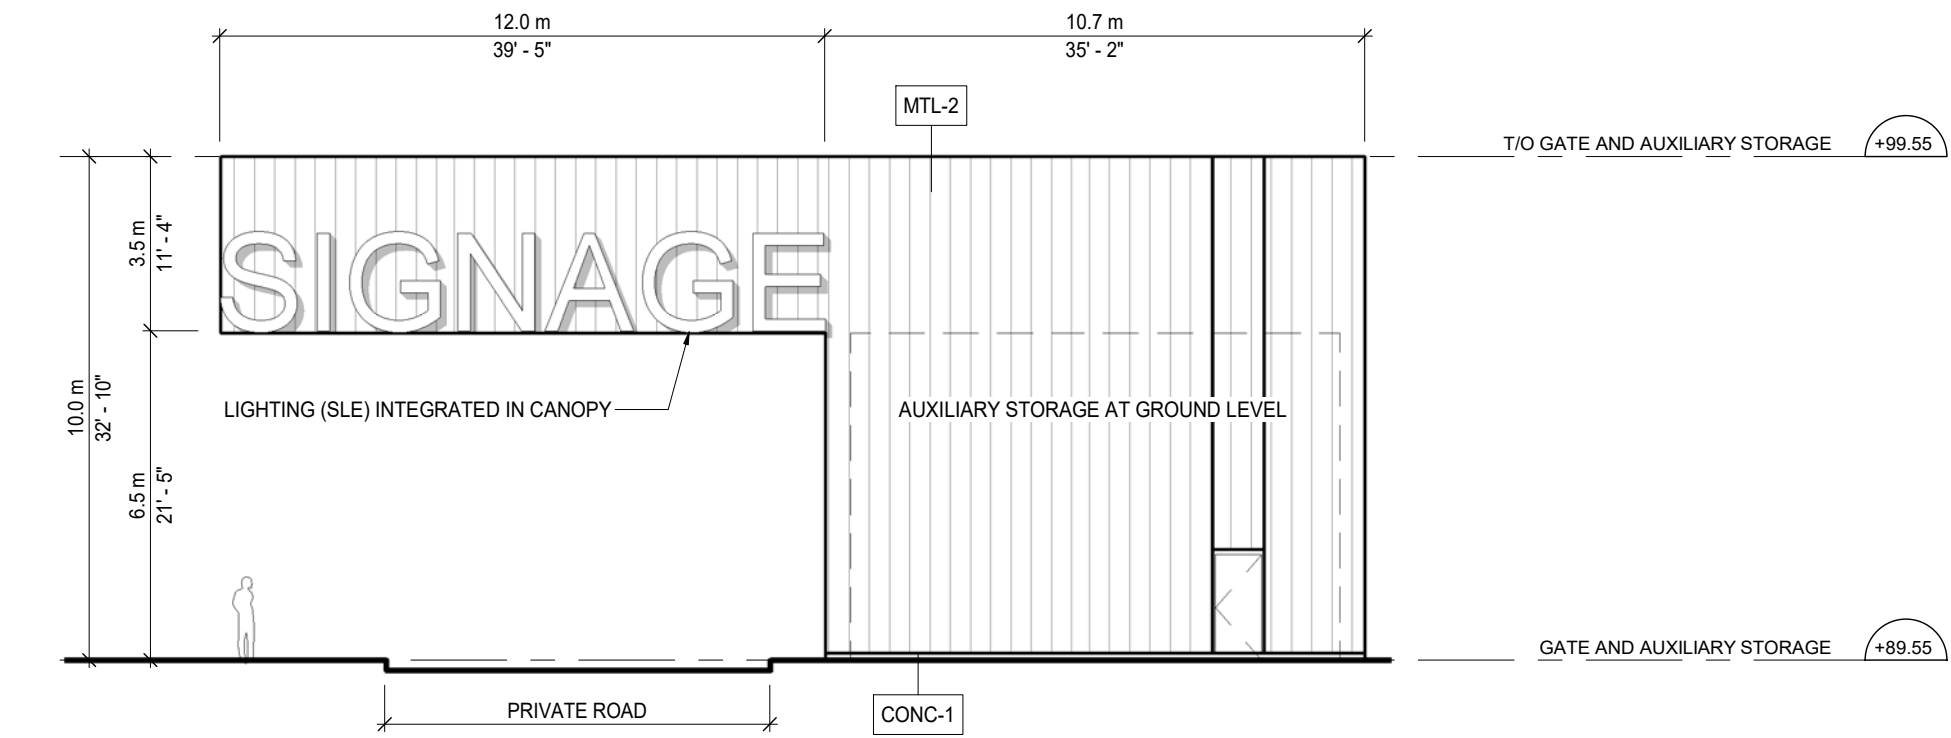 12.0 m
39' - 5"
10.7 m
35' - 2"
MTL-2
T/O GATE AND AUXILIARY STORAGE
+99.55
3.5 m
11' - 4"
SIGNAGE
10.0 m
32' - 10"
LIGHTING (SLE) INTEGRATED IN CANOPY
AUXILIARY STORAGE AT GROUND LEVEL
6.5 m
21' - 5"
GATE AND AUXILIARY STORAGE
+89.55
PRIVATE ROAD
CONC-1